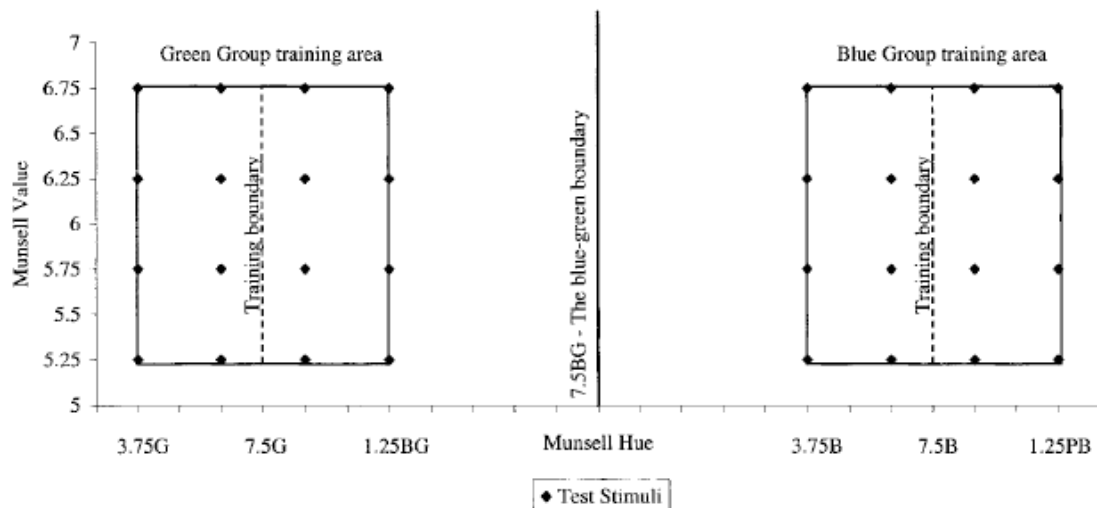 Green Group training area
Blue Group training area
7
6.75
6.5
6.25
6
5.75
5.5
5.25
5
Munsell Value
Training boundary
7.5BG - The blue-green boundary
Training boundary
3.75G
7.5G
1.25BG
Munsell Hue
3.75B
7.5B
1.25PB
Test Stimuli